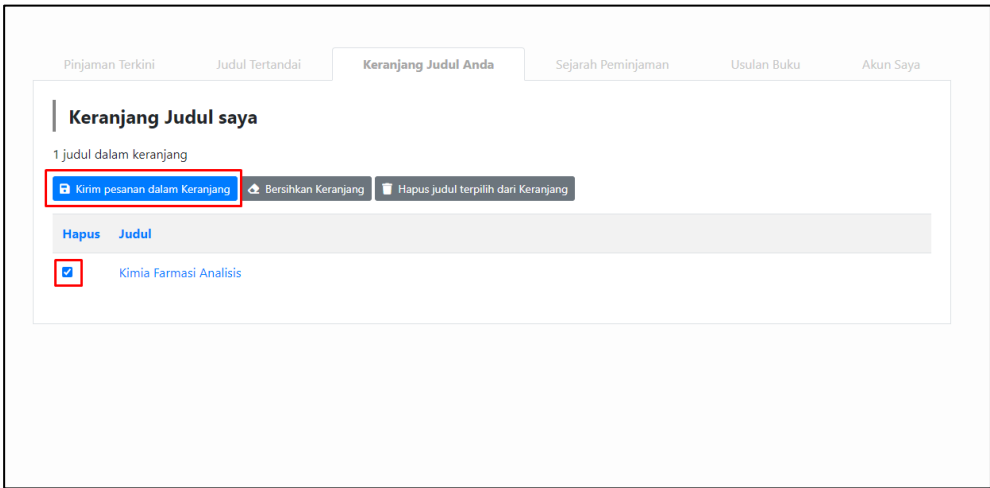 Pinjaman Terkini Judul Tertandai Keranjang Judul Anda Sejarah Peminjaman Usulan Buku Akun Saya
Keranjang Judul saya
1 judul dalam keranjang
Kirim pesanan dalam Keranjang Bersihkan Keranjang Hapus judul terpilih dari Keranjang
Hapus Judul
Kimia Farmasi Analisis